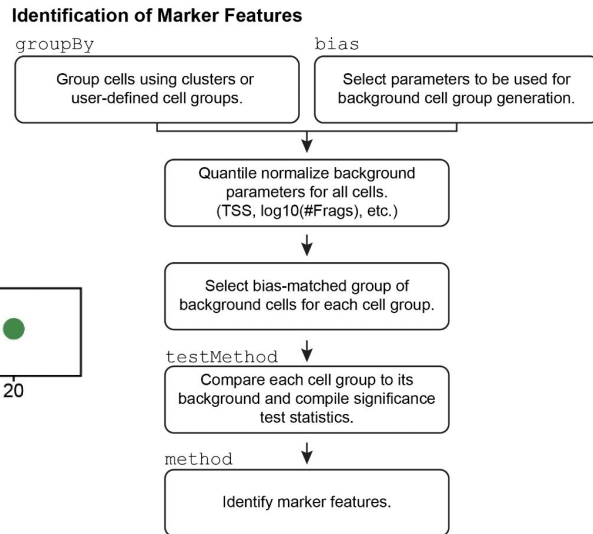 Identification of Marker Features
groupBy
bias
Group cells using clusters or
user-defined cell groups.
Select parameters to be used for
background cell group generation.
Quantile normalize background
parameters for all cells.
(TSS, log10(#Frags), etc.)
Select bias-matched group of
background cells for each cell group.
20
testMethod
Compare each cell group to its
background and compile significance
test statistics.
method
Identify marker features.